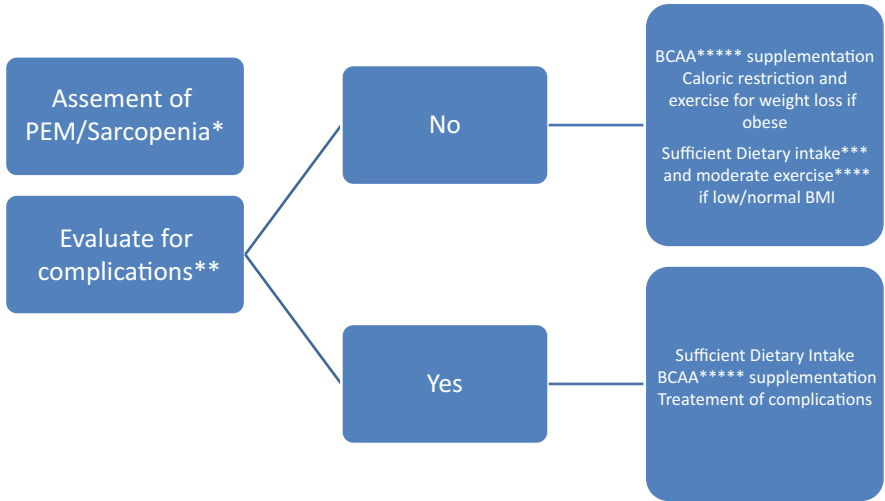 Assement of
PEM/Sarcopenia*
Evaluate for
complications**
No
BCAA***** supplementation
Caloric restriction and
exercise for weight loss if
obese
Sufficient Dietary intake***
and moderate exercise****
if low/normal BMI
Yes
Sufficient Dietary Intake
BCAA***** supplementation
Treatement of complications